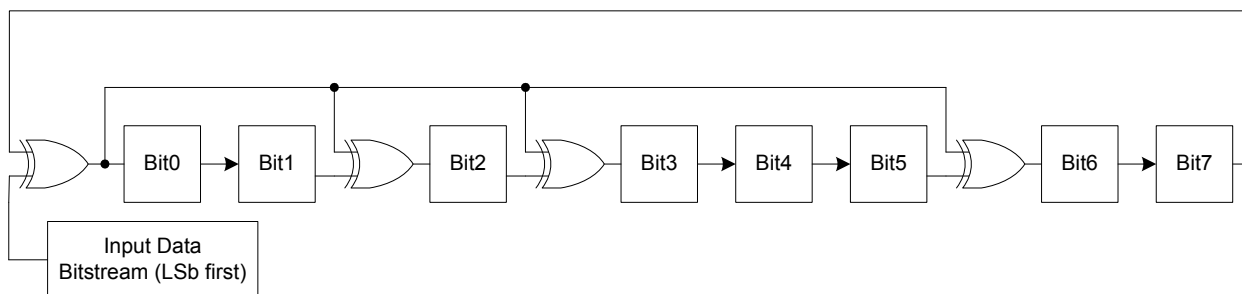 Bit0
Bit1
Bit2
Bit3
Bit4
Bit5
Bit6
Bit7
Input Data
Bitstream (LSb first)